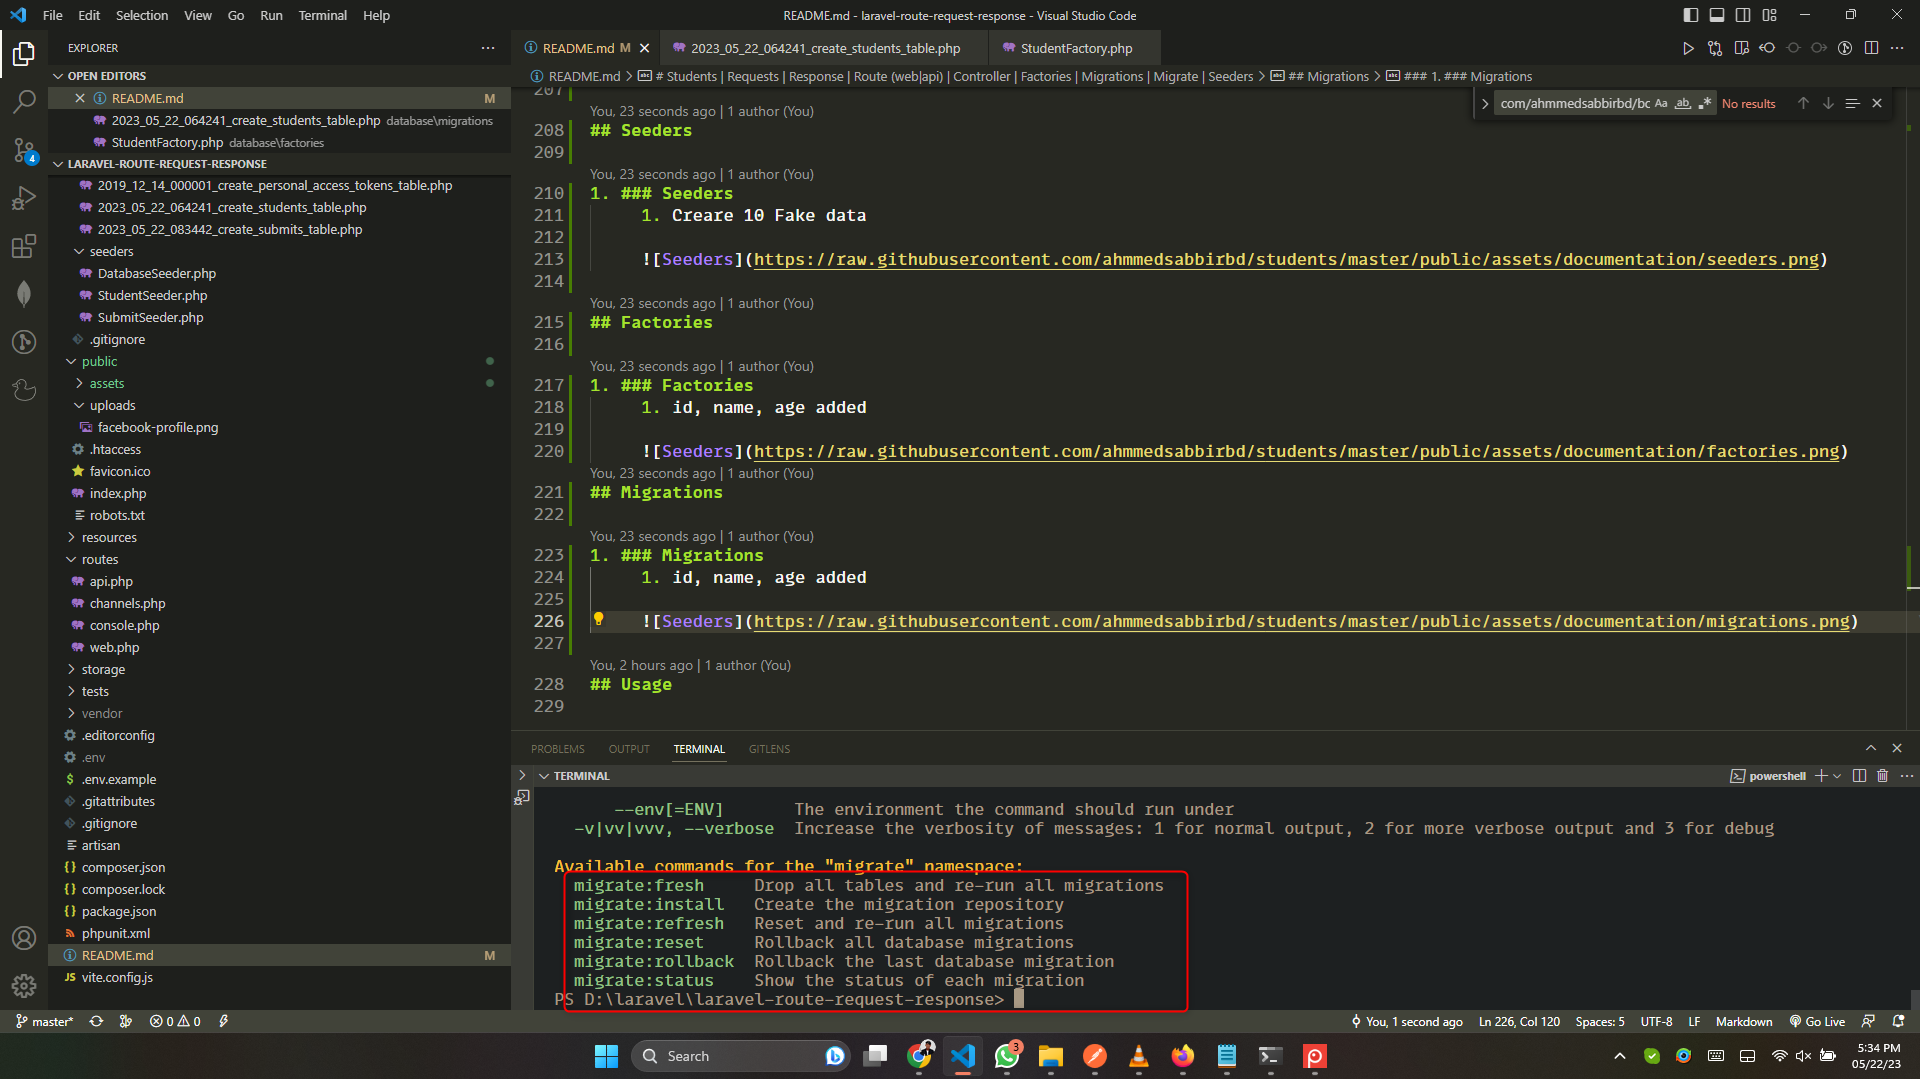 File Edit Selection View Go Run Terminal Help
README.md - laravel-route-request-response - Visual Studio Code
EXPLORER
OPEN EDITORS
README.md M
2023_05_22_064241_create_students_table.php database\migrations
StudentFactory.php database\factories
LARAVEL-ROUTE-REQUEST-RESPONSE
2019_12_14_000001_create_personal_access_tokens_table.php
2023_05_22_064241_create_students_table.php
2023_05_22_083442_create_submits_table.php
seeders
DatabaseSeeder.php
StudentSeeder.php
SubmitSeeder.php
.gitignore
public
assets
uploads
facebook-profile.png
.htaccess
favicon.ico
index.php
robots.txt
resources
routes
api.php
channels.php
console.php
web.php
storage
tests
vendor
.editorconfig
.env
.env.example
.gitattributes
.gitignore
artisan
composer.json
composer.lock
package.json
phpunit.xml
README.md M
vite.config.js
4
README.md M
2023_05_22_064241_create_students_table.php
StudentFactory.php
README.md > # Students | Requests | Response | Route (web|api) | Controller | Factories | Migrations | Migrate | Seeders > ## Migrations > ### 1. ### Migrations
com/ahmmedsabbirbd/bc Aa ab .* No results
207
You, 23 seconds ago | 1 author (You)
208 ## Seeders
209
You, 23 seconds ago | 1 author (You)
210 1. ### Seeders
211 1. Creare 10 Fake data
212
213 ![Seeders](https://raw.githubusercontent.com/ahmmedsabbirbd/students/master/public/assets/documentation/seeders.png)
214
You, 23 seconds ago | 1 author (You)
215 ## Factories
216
You, 23 seconds ago | 1 author (You)
217 1. ### Factories
218 1. id, name, age added
219
220 ![Seeders](https://raw.githubusercontent.com/ahmmedsabbirbd/students/master/public/assets/documentation/factories.png)
You, 23 seconds ago | 1 author (You)
221 ## Migrations
222
You, 23 seconds ago | 1 author (You)
223 1. ### Migrations
224 1. id, name, age added
225
226 ![Seeders](https://raw.githubusercontent.com/ahmmedsabbirbd/students/master/public/assets/documentation/migrations.png)
227
You, 2 hours ago | 1 author (You)
228 ## Usage
229
PROBLEMS OUTPUT TERMINAL GITLENS
TERMINAL
powershell
--env[=ENV] The environment the command should run under
-v|vv|vvv, --verbose Increase the verbosity of messages: 1 for normal output, 2 for more verbose output and 3 for debug
Available commands for the "migrate" namespace:
migrate:fresh Drop all tables and re-run all migrations
migrate:install Create the migration repository
migrate:refresh Reset and re-run all migrations
migrate:reset Rollback all database migrations
migrate:rollback Rollback the last database migration
migrate:status Show the status of each migration
PS D:\laravel\laravel-route-request-response>
master* 0 0
You, 1 second ago Ln 226, Col 120 Spaces: 5 UTF-8 LF Markdown Go Live
Search
3
5:34 PM
05/22/23